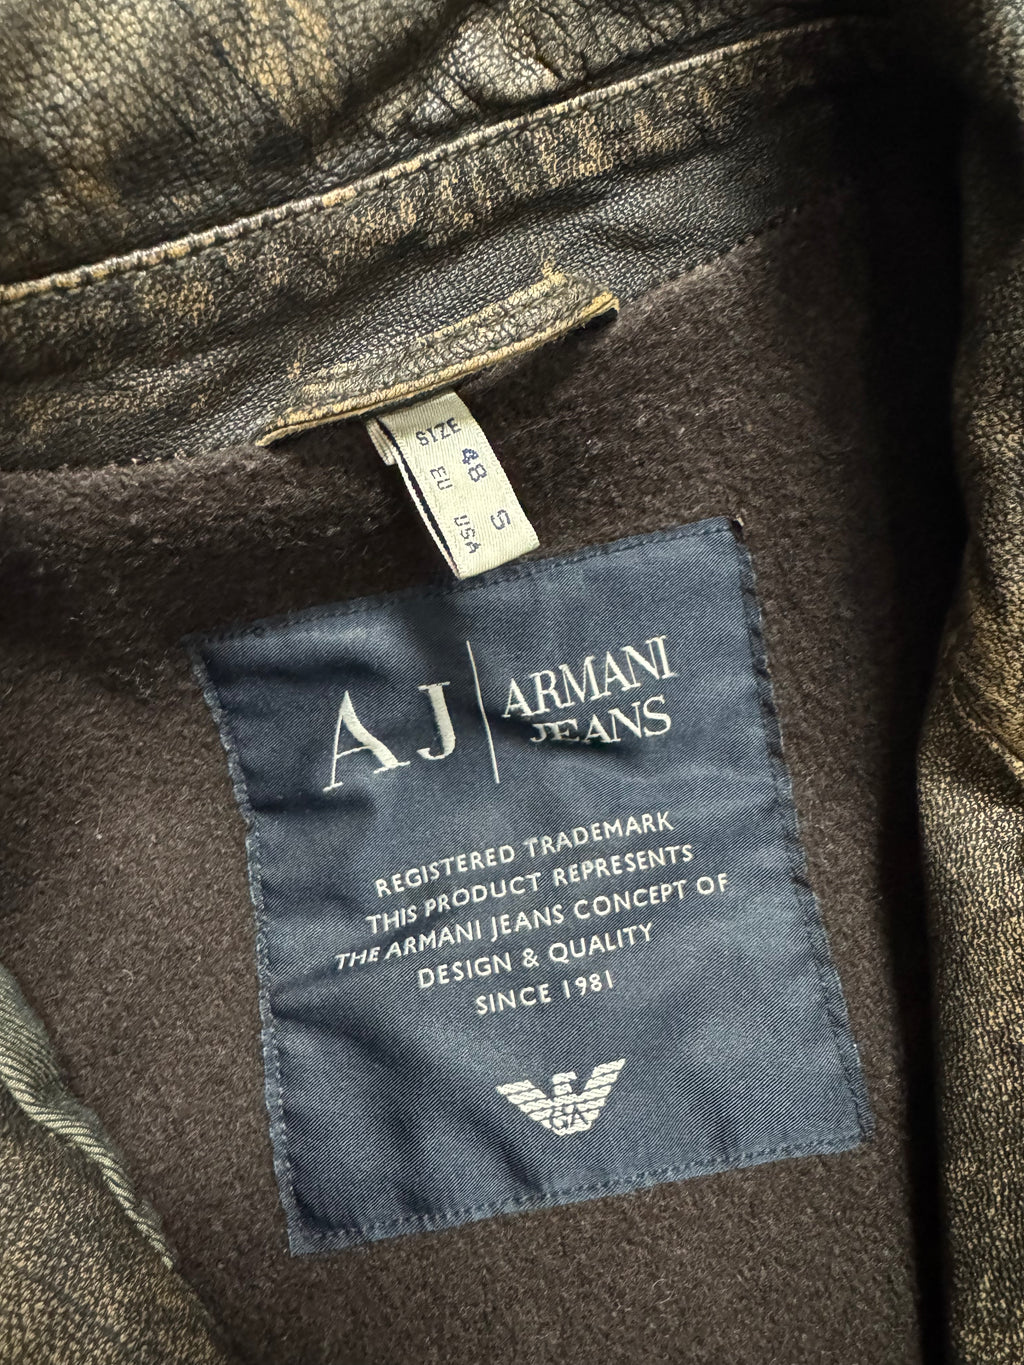 SIZE
48 S
EU USA
AJ ARMANI
JEANS
REGISTERED TRADEMARK
THIS PRODUCT REPRESENTS
THE ARMANI JEANS CONCEPT OF
DESIGN & QUALITY
SINCE 1981
GA